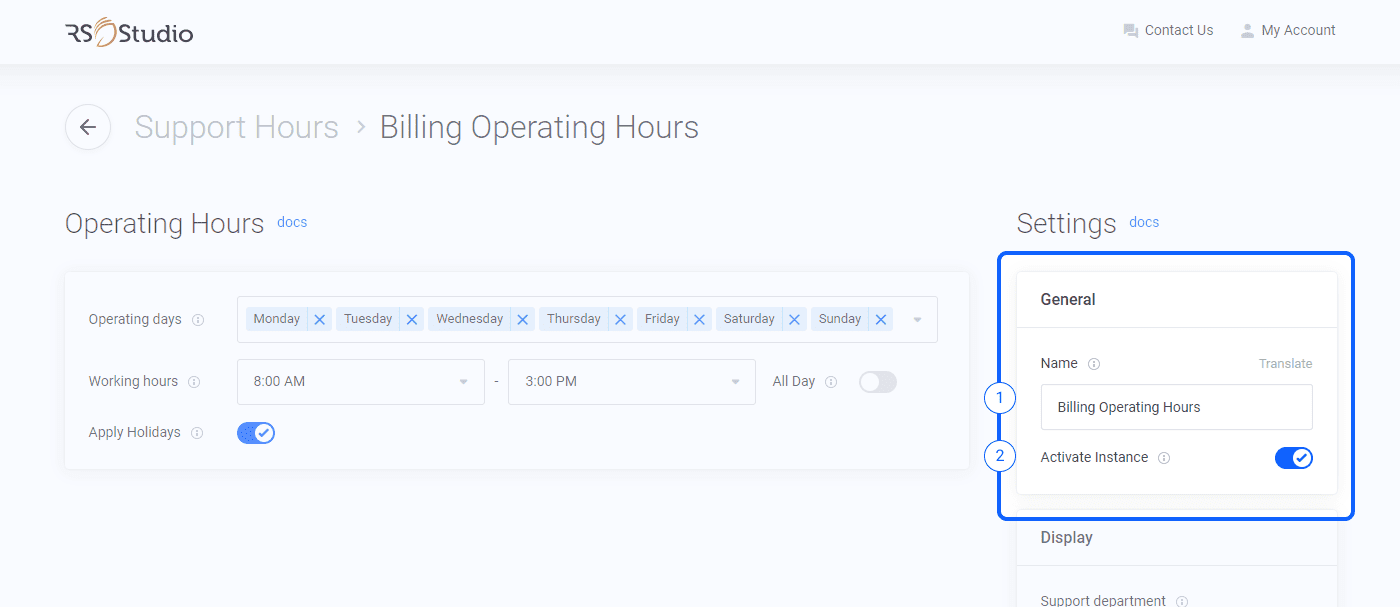 RS Studio
Contact Us
My Account
Support Hours > Billing Operating Hours
Operating Hours docs
Operating days
Monday
Tuesday
Wednesday
Thursday
Friday
Saturday
Sunday
Working hours
8:00 AM - 3:00 PM
All Day
Apply Holidays
Settings docs
General
Name
Translate
1
Billing Operating Hours
2
Activate Instance
Display
Support department